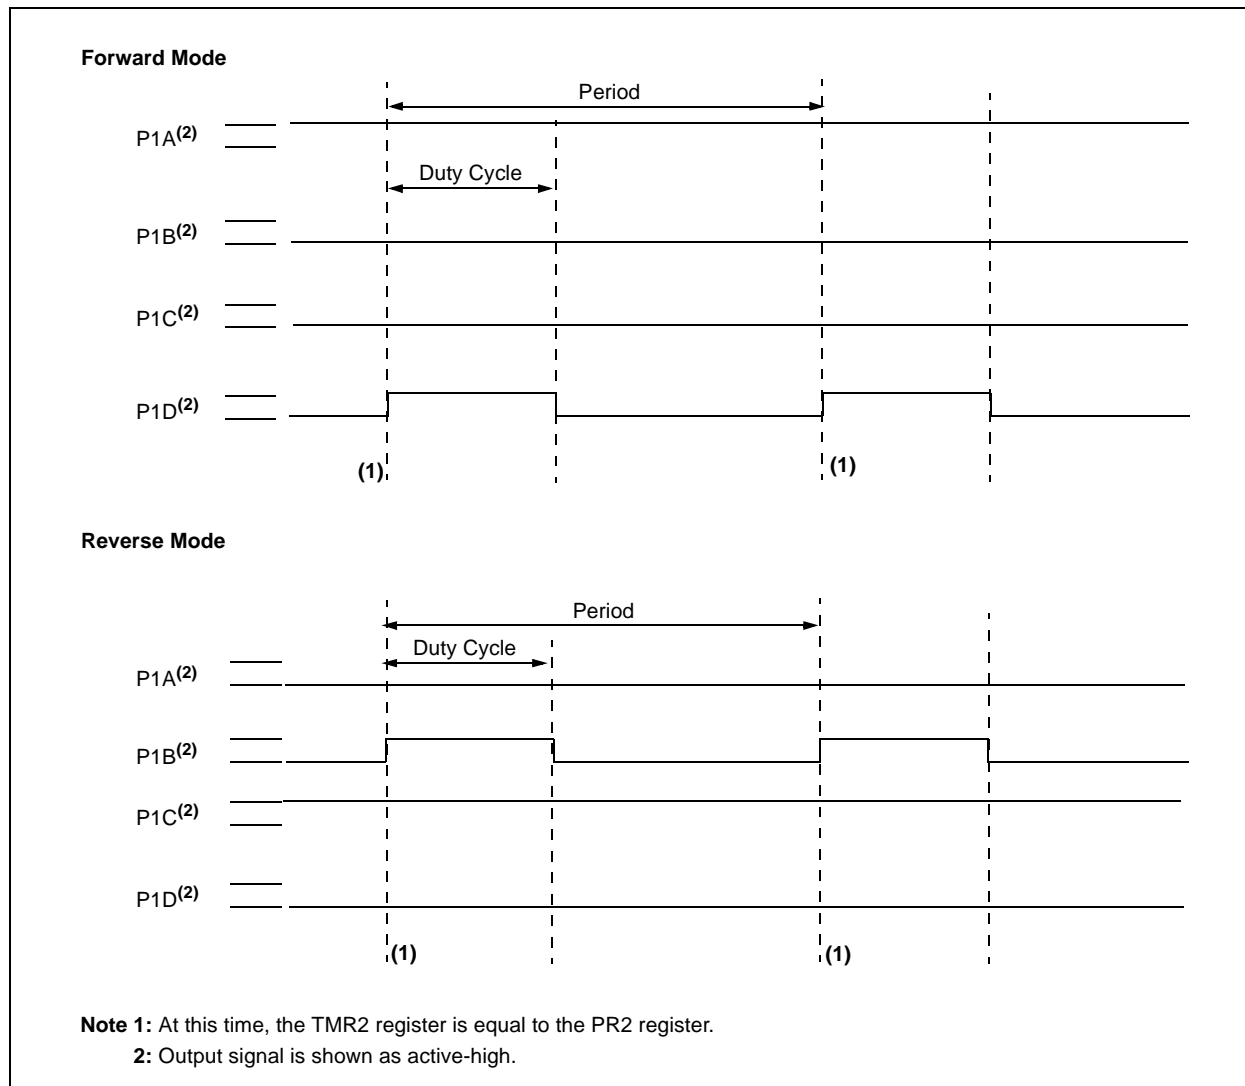 Forward Mode
Period
P1A(2)
Duty Cycle
P1B(2)
P1C(2)
P1D(2)
(1)
(1)
Reverse Mode
Period
Duty Cycle
P1A(2)
P1B(2)
P1C(2)
P1D(2)
(1)
(1)
Note 1: At this time, the TMR2 register is equal to the PR2 register.
2: Output signal is shown as active-high.